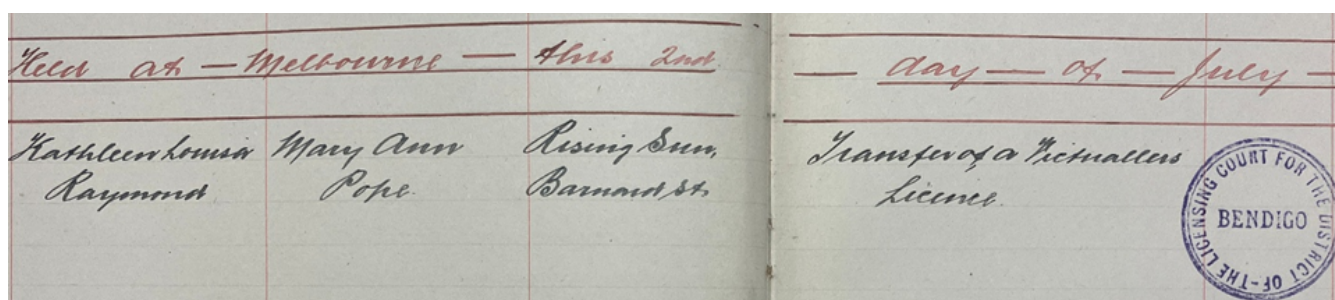 Held at — Melbourne — this 2nd — day — of — July —
Kathleen Louisa Mary Ann Rising Sun, Transfer of a Victuallers
Raymond Pope. Barnard St. Licence.
THE LICENSING COURT FOR THE DISTRICT OF
BENDIGO